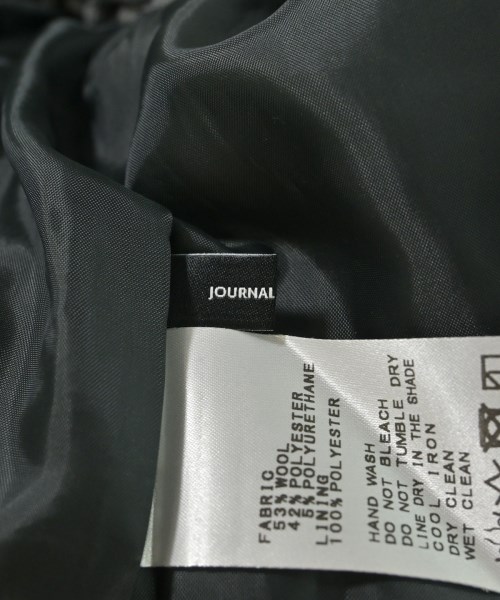 JOURNAL
FABRIC
53% WOOL
42% POLYESTER
5% POLYURETHANE
LINING
100% POLYESTER
HAND WASH
DO NOT BLEACH
DO NOT TUMBLE DRY
LINE DRY IN THE SHADE
COOL IRON
DRY CLEAN
WET CLEAN